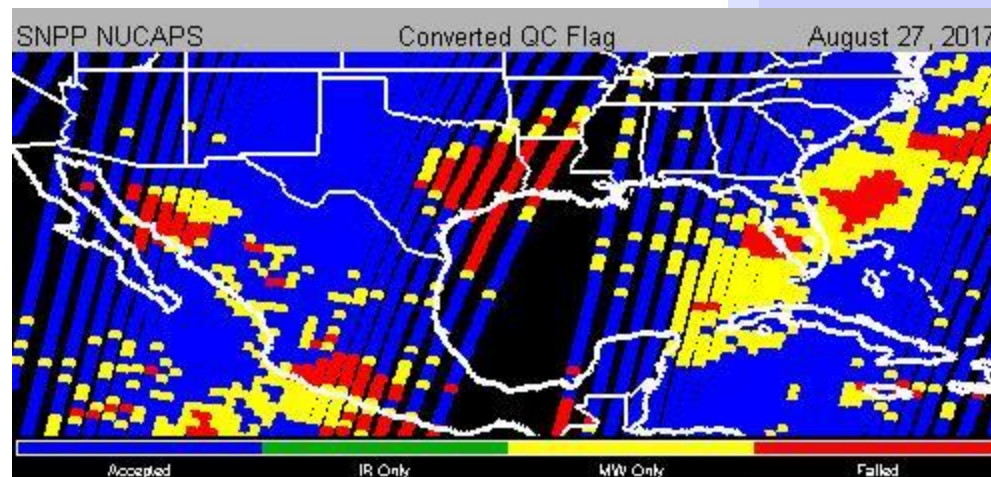 SNPP NUCAPS Converted QC Flag August 27, 2017
Accepted IR Only MW Only Failed